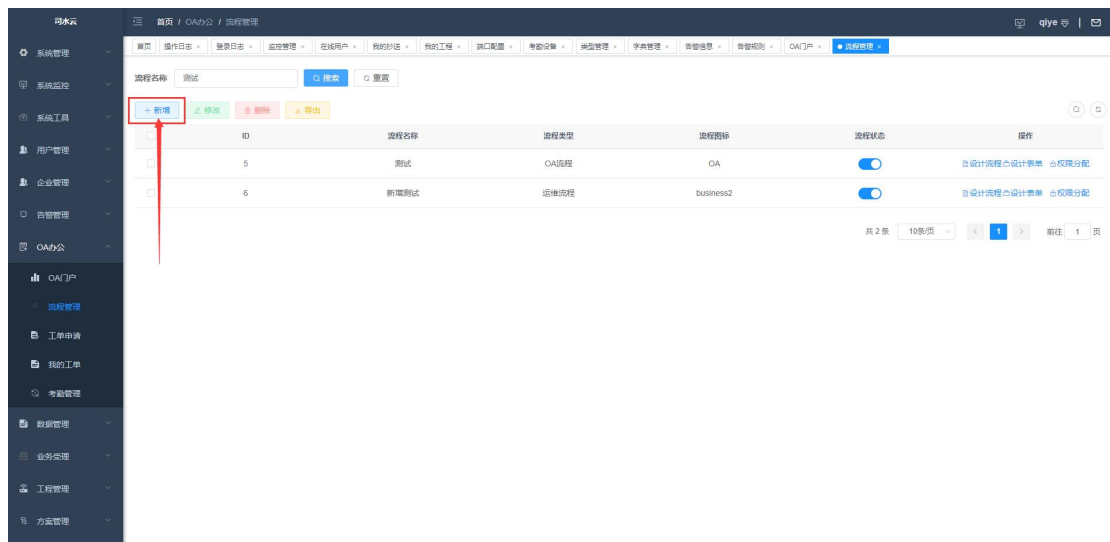 司水云
首页 / OA办公 / 流程管理
qiye
系统管理
系统监控
系统工具
用户管理
企业管理
告警管理
OA办公
OA门户
流程管理
工单申请
我的工单
考勤管理
数据管理
业务受理
工程管理
方案管理
首页 操作日志 × 登录日志 × 监控管理 × 在线用户 × 我的抄送 × 我的工程 × 端口配置 × 考勤设备 × 类型管理 × 字典管理 × 告警信息 × 告警规则 × OA门户 × 流程管理 ×
流程名称 测试 搜索 重置
+ 新增 修改 删除 导出
ID 流程名称 流程类型 流程图标 流程状态 操作
5 测试 OA流程 OA 设计流程 设计表单 权限分配
6 新增测试 运维流程 business2 设计流程 设计表单 权限分配
共 2 条 10条/页 < 1 > 前往 1 页